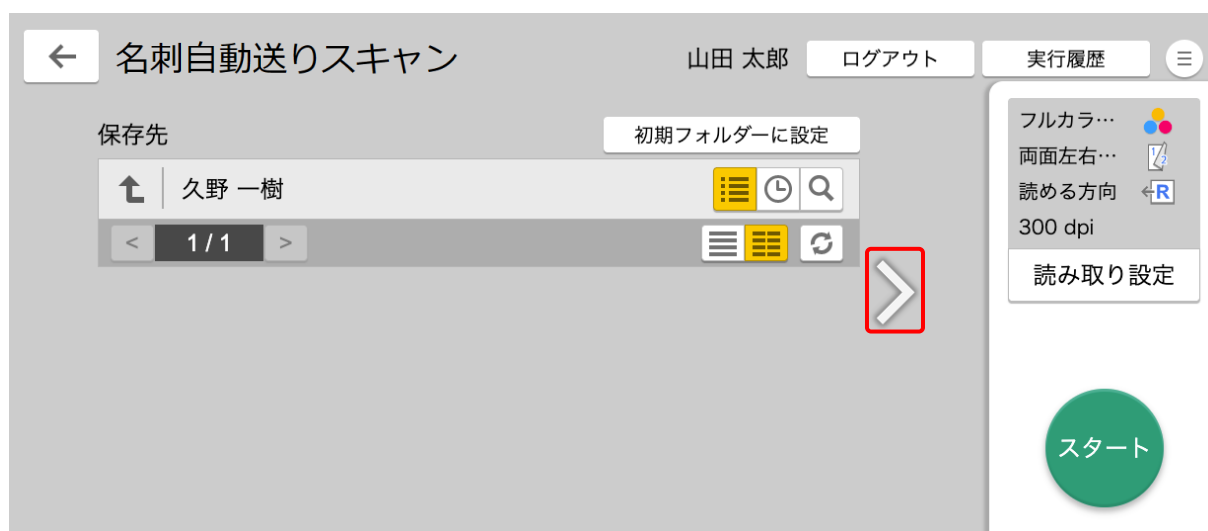 名刺自動送りスキャン 山田 太郎 ログアウト 実行履歴
保存先 初期フォルダーに設定
久野 一樹
< 1 / 1 >
フルカラ…
両面左右… 1 2
読める方向 R
300 dpi
読み取り設定
スタート